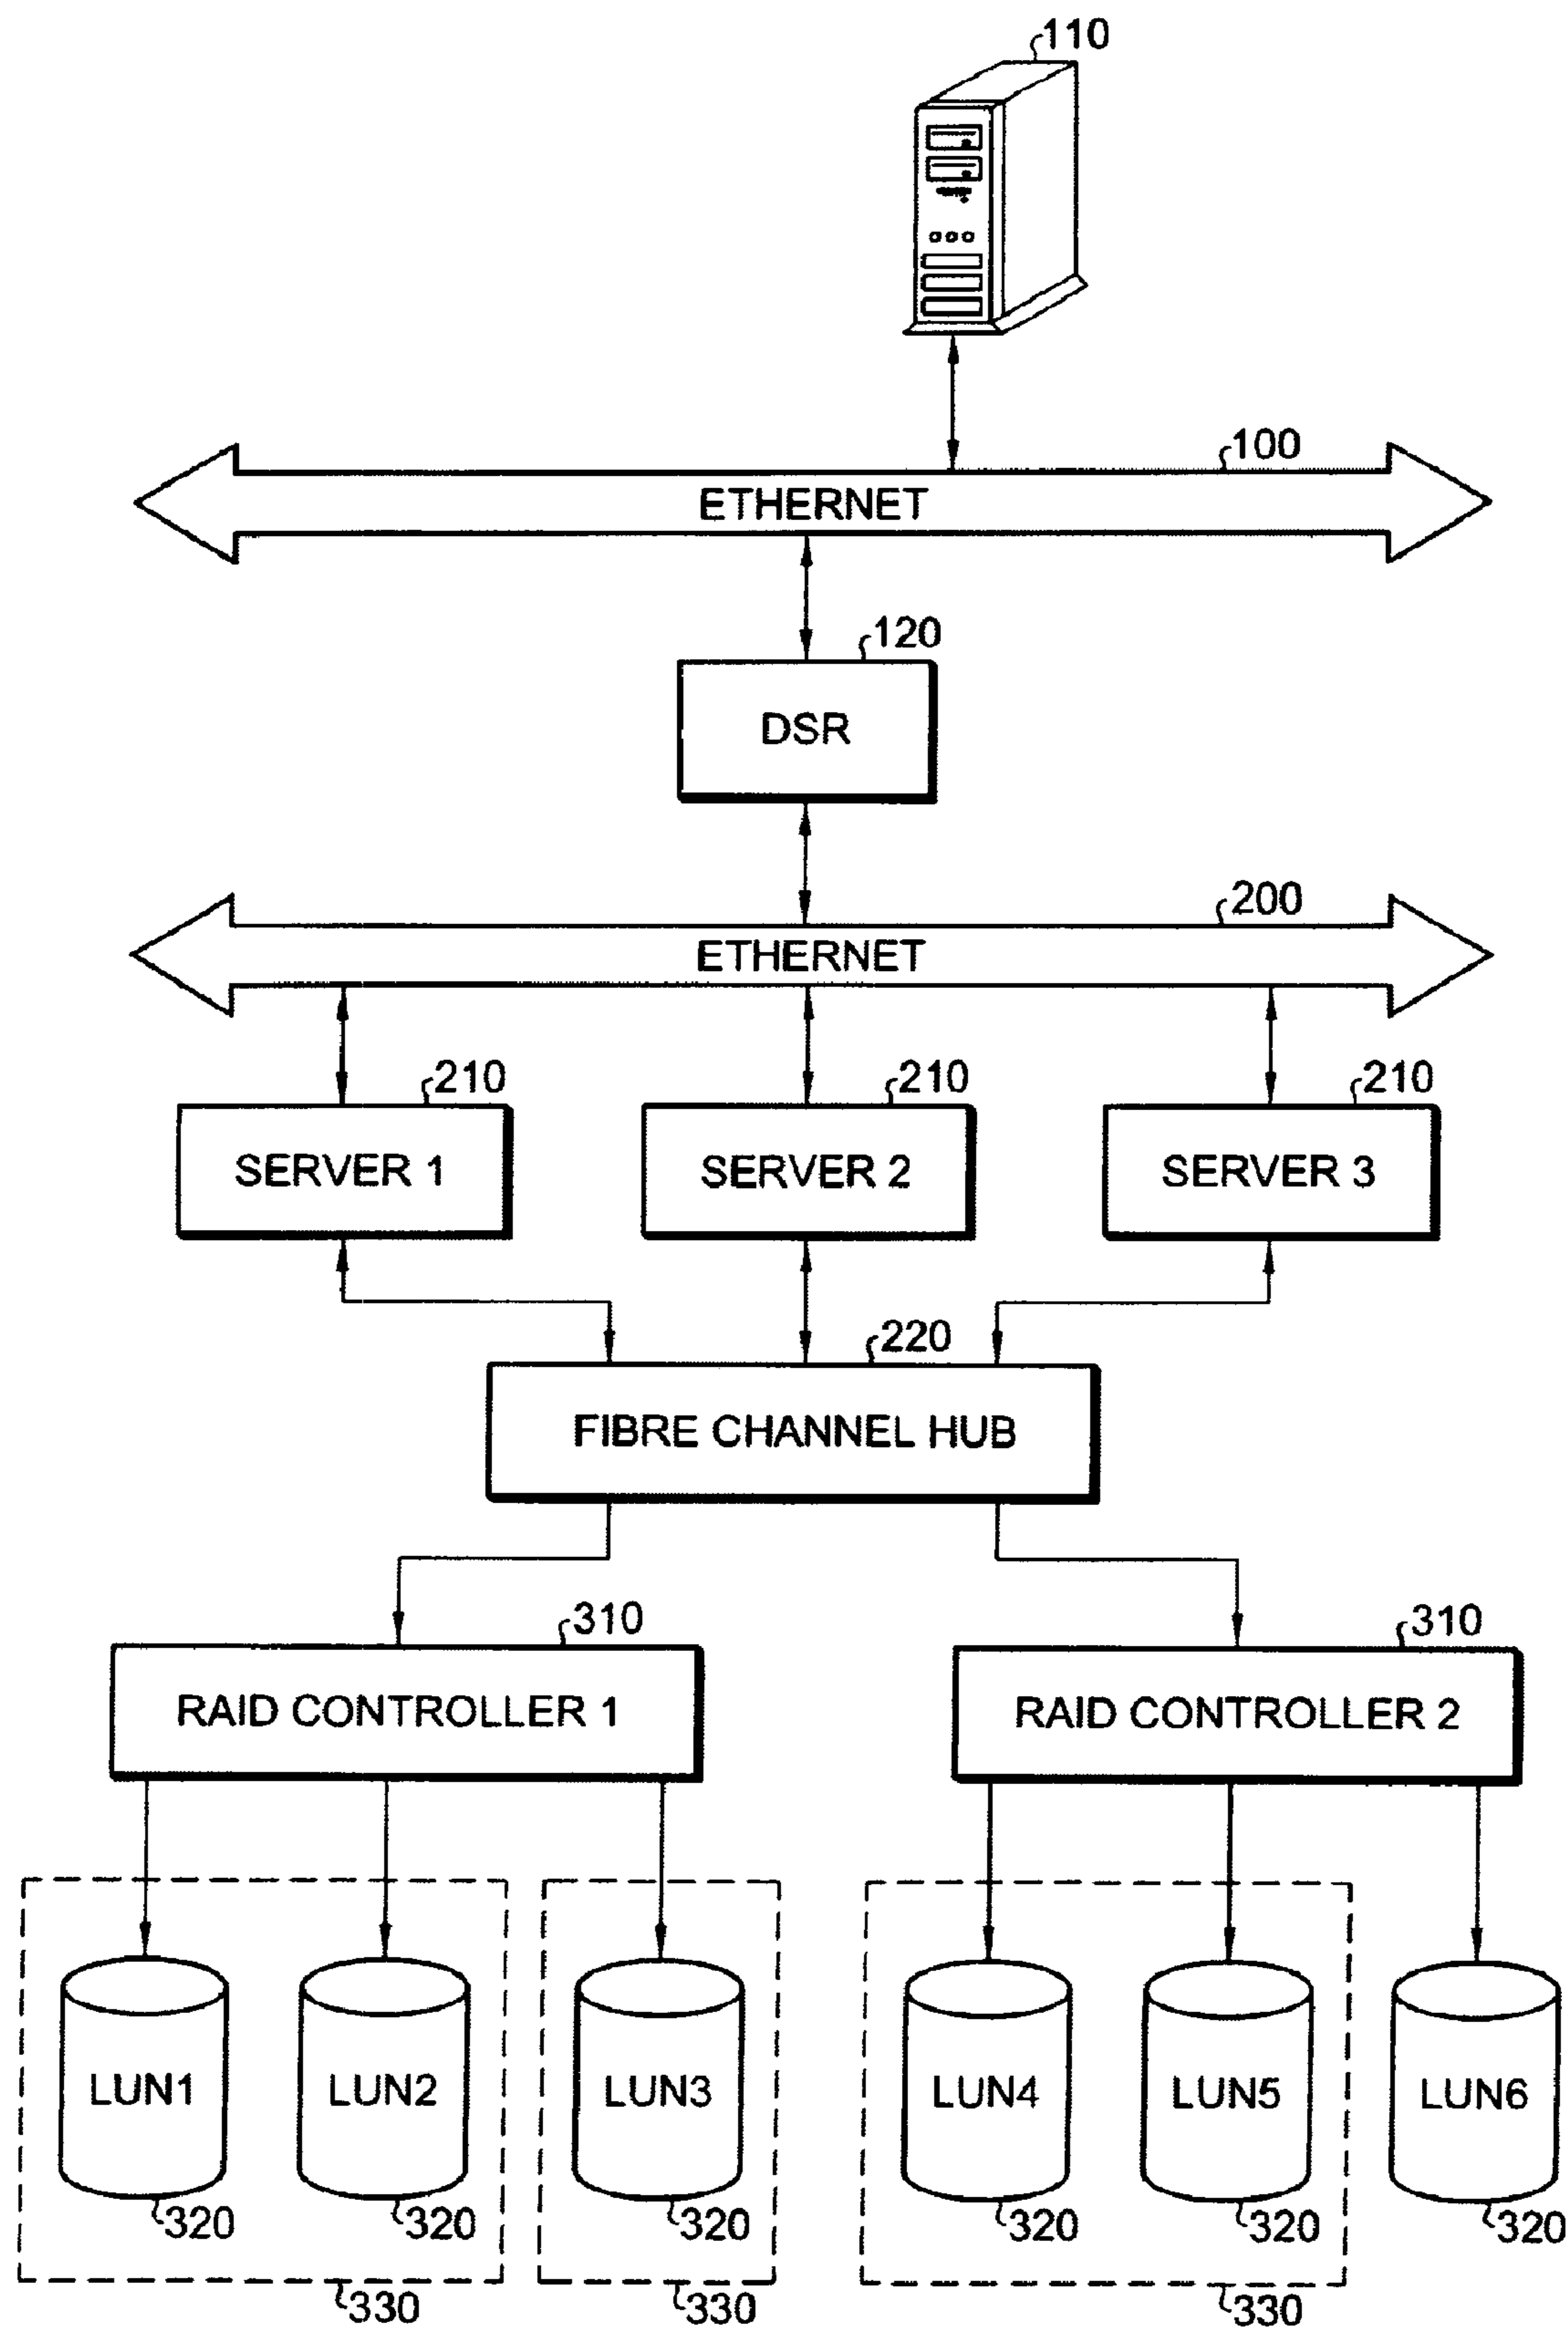 110
100
ETHERNET
120
DSR
200
ETHERNET
210
210
210
SERVER 1
SERVER 2
SERVER 3
220
FIBRE CHANNEL HUB
310
310
RAID CONTROLLER 1
RAID CONTROLLER 2
LUN1
LUN2
LUN3
LUN4
LUN5
LUN6
320
320
320
320
320
320
330
330
330